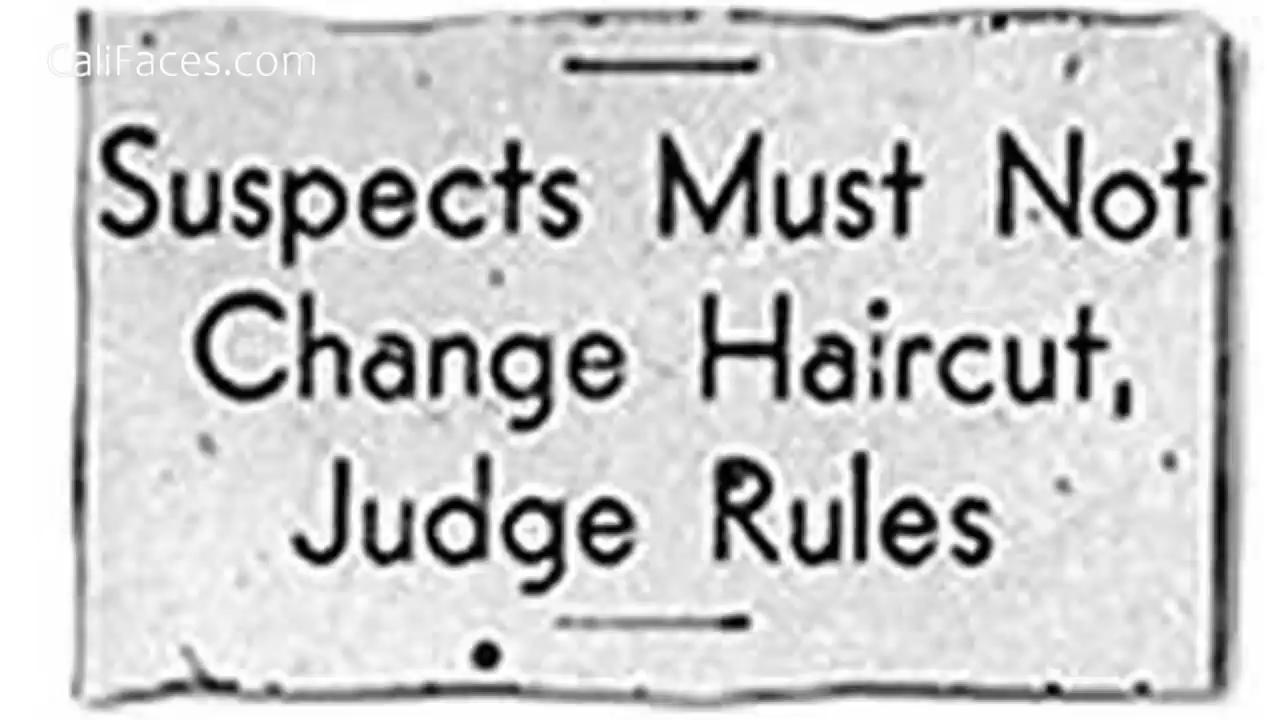 CaliFaces.com
Suspects Must Not
Change Haircut,
Judge Rules